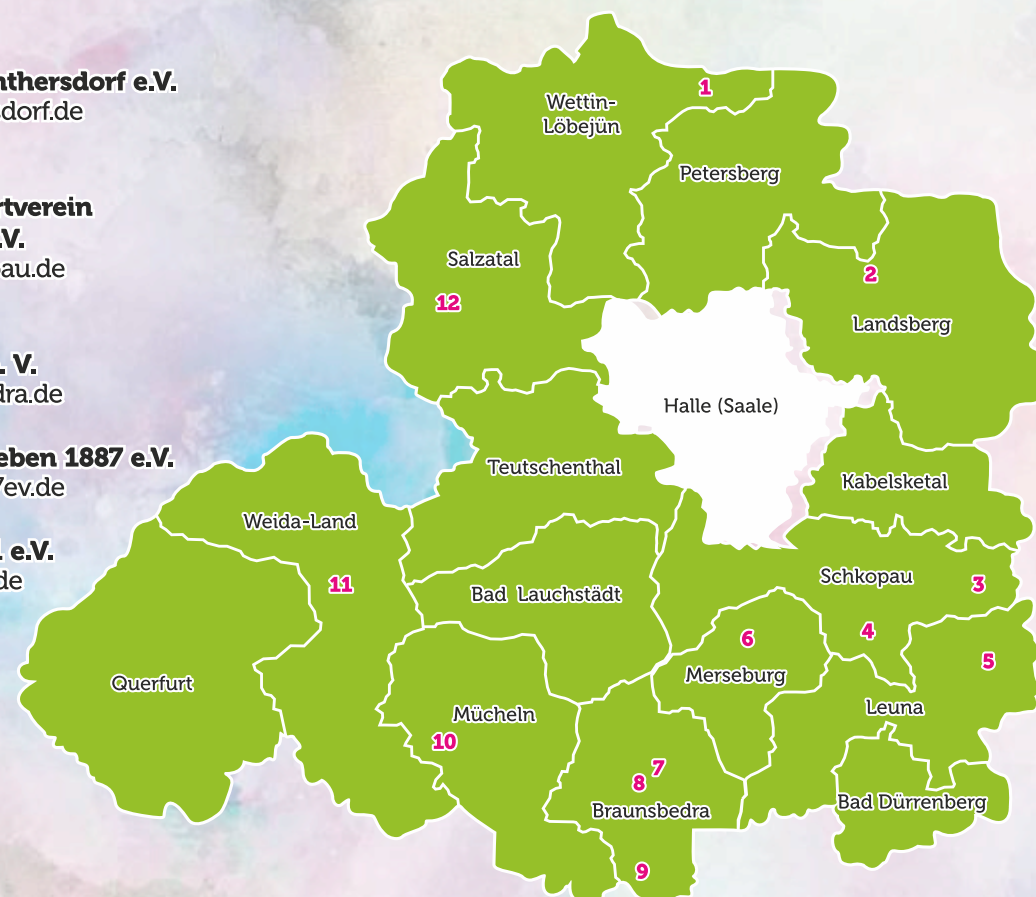 nthersdorf e.V.
dorf.de
rtverein
.V.
au.de
. V.
dra.de
eben 1887 e.V.
7ev.de
. e.V.
de
1
Wettin-
Löbejün
Petersberg
Salzatal
12
2
Landsberg
Halle (Saale)
Teutschenthal
Kabelsketal
Weida-Land
11
Bad Lauchstädt
Schkopau
3
4
6
5
Merseburg
Querfurt
Leuna
Mücheln
10
7
8
Braunsbedra
Bad Dürrenberg
9